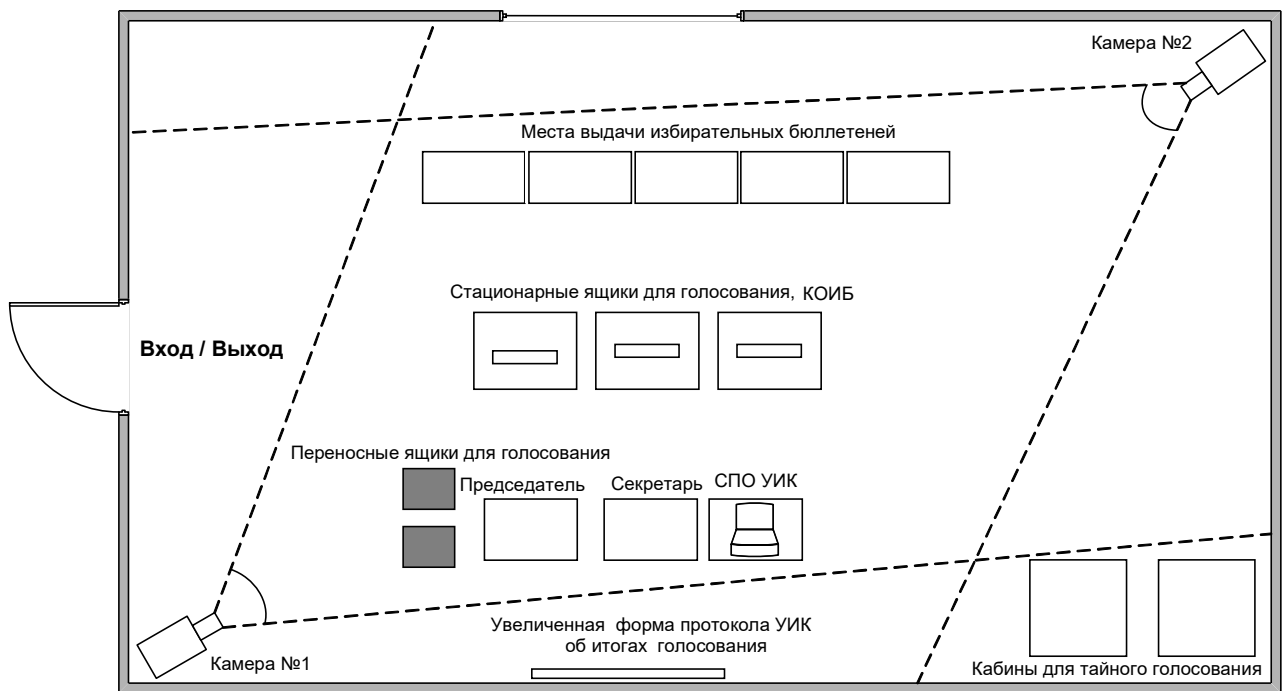 Камера №2
Места выдачи избирательных бюллетеней
Стационарные ящики для голосования, КОИБ
Вход / Выход
Переносные ящики для голосования
Председатель
Секретарь
СПО УИК
Увеличенная форма протокола УИК
об итогах голосования
Камера №1
Кабины для тайного голосования